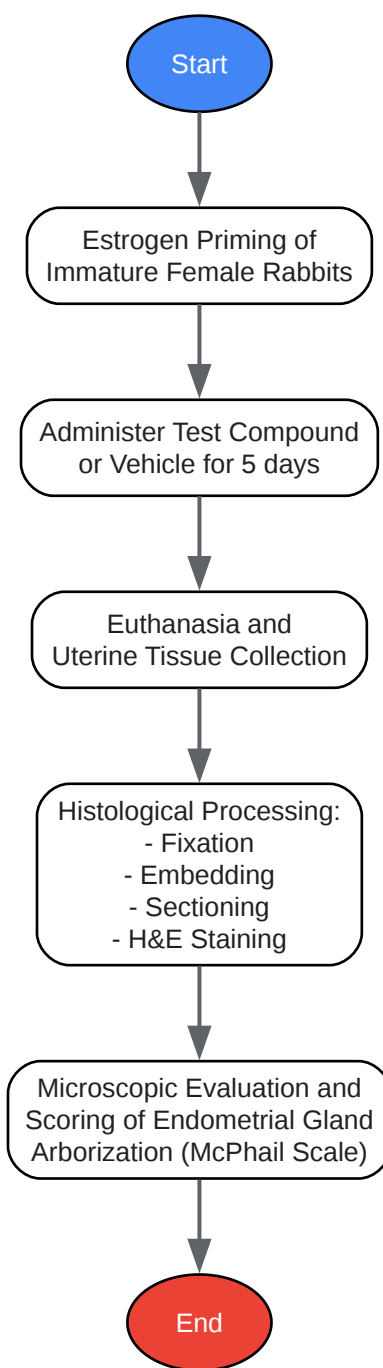 Start
Estrogen Priming of
Immature Female Rabbits
Administer Test Compound
or Vehicle for 5 days
Euthanasia and
Uterine Tissue Collection
Histological Processing:
- Fixation
- Embedding
- Sectioning
- H&E Staining
Microscopic Evaluation and
Scoring of Endometrial Gland
Arborization (McPhail Scale)
End